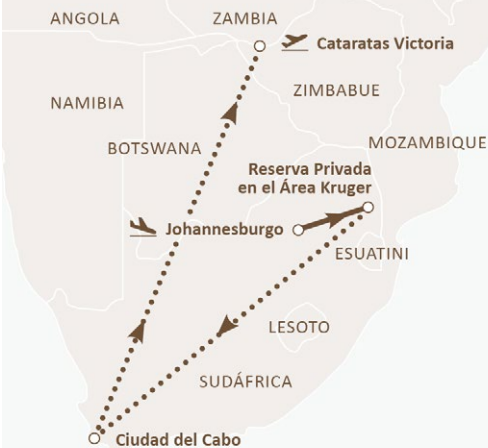 ANGOLA
ZAMBIA
Cataratas Victoria
ZIMBABUE
NAMIBIA
BOTSWANA
MOZAMBIQUE
Reserva Privada
en el Área Kruger
Johannesburgo
ESUATINI
LESOTO
SUDÁFRICA
Ciudad del Cabo